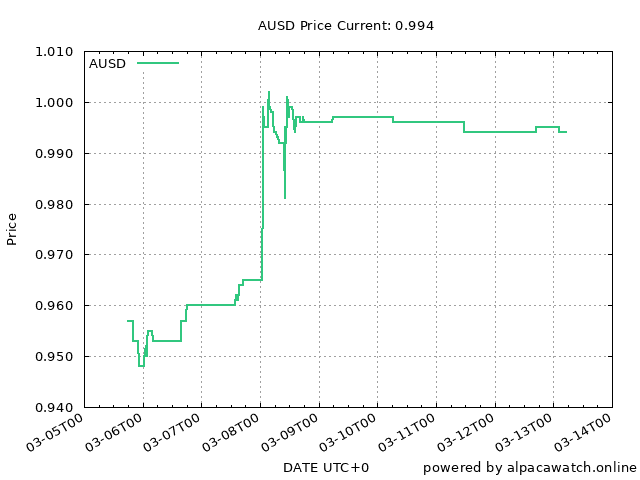 AUSD Price Current: 0.994
AUSD
1.010
1.000
0.990
0.980
0.970
0.960
0.950
0.940
Price
03-05T00
03-06T00
03-07T00
03-08T00
03-09T00
03-10T00
03-11T00
03-12T00
03-13T00
03-14T00
DATE UTC+0
powered by alpacawatch.online